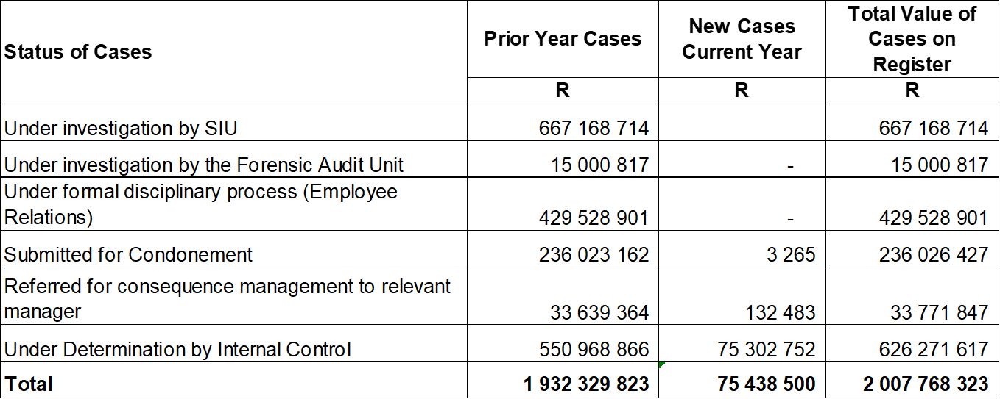 Status of Cases
Prior Year Cases
New Cases
Current Year
Total Value of
Cases on
Register
R
R
R
Under investigation by SIU 667 168 714 667 168 714
Under investigation by the Forensic Audit Unit 15 000 817 - 15 000 817
Under formal disciplinary process (Employee
Relations) 429 528 901 - 429 528 901
Submitted for Condonement 236 023 162 3 265 236 026 427
Referred for consequence management to relevant
manager 33 639 364 132 483 33 771 847
Under Determination by Internal Control 550 968 866 75 302 752 626 271 617
Total 1 932 329 823 75 438 500 2 007 768 323